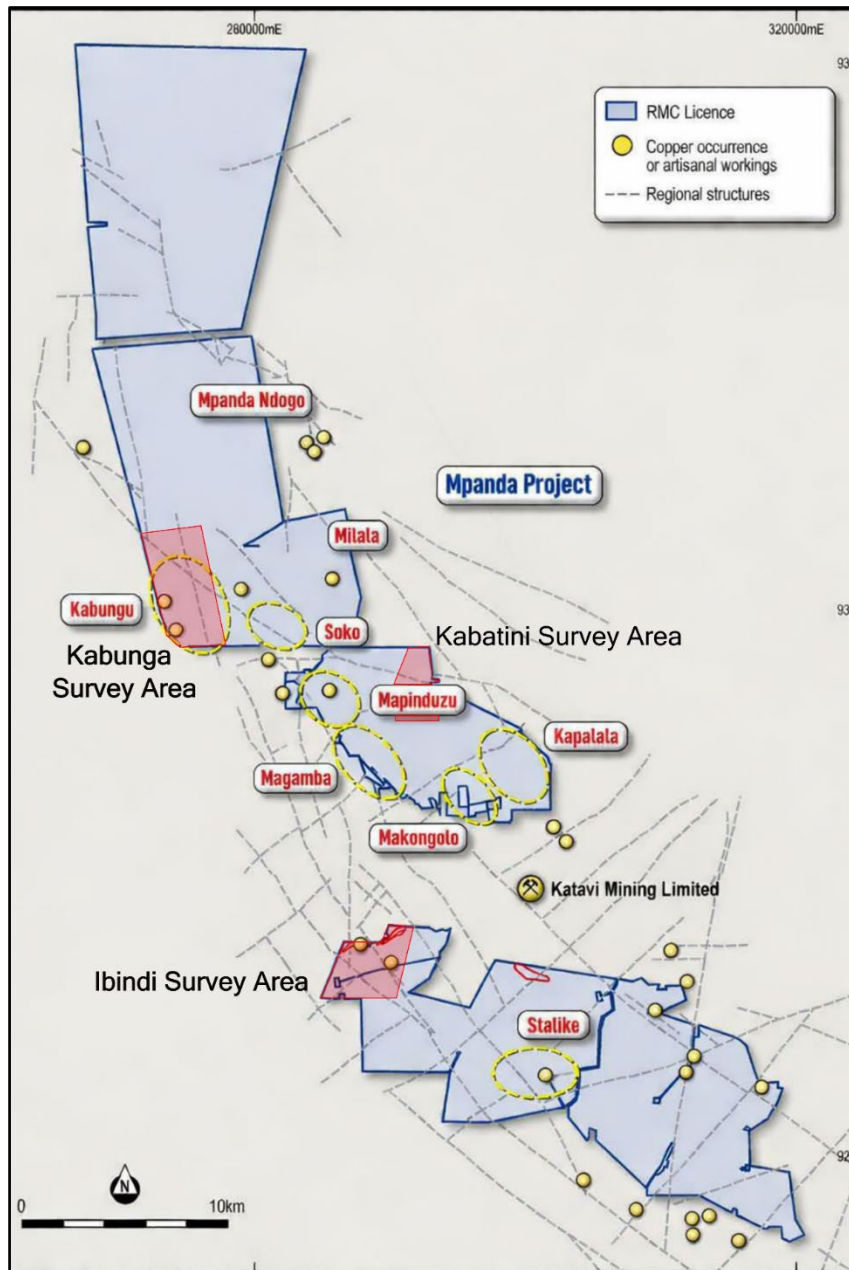 280000mE
320000mE
93
RMC Licence
Copper occurrence
or artisanal workings
Regional structures
Mpanda Ndogo
Mpanda Project
Milala
Kabungu
Soko
93
Kabunga
Survey Area
Kabatini Survey Area
Mapinduzu
Kapalala
Magamba
Makongolo
Katavi Mining Limited
Ibindi Survey Area
Stalike
92
N
0
10km